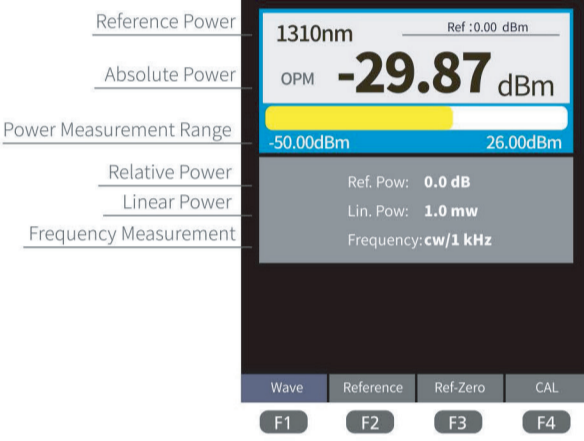 Reference Power
Absolute Power
Power Measurement Range
Relative Power
Linear Power
Frequency Measurement
1310nm
Ref :0.00 dBm
OPM -29.87 dBm
-50.00dBm 26.00dBm
Ref. Pow: 0.0 dB
Lin. Pow: 1.0 mw
Frequency:cw/1 kHz
Wave Reference Ref-Zero CAL
F1 F2 F3 F4